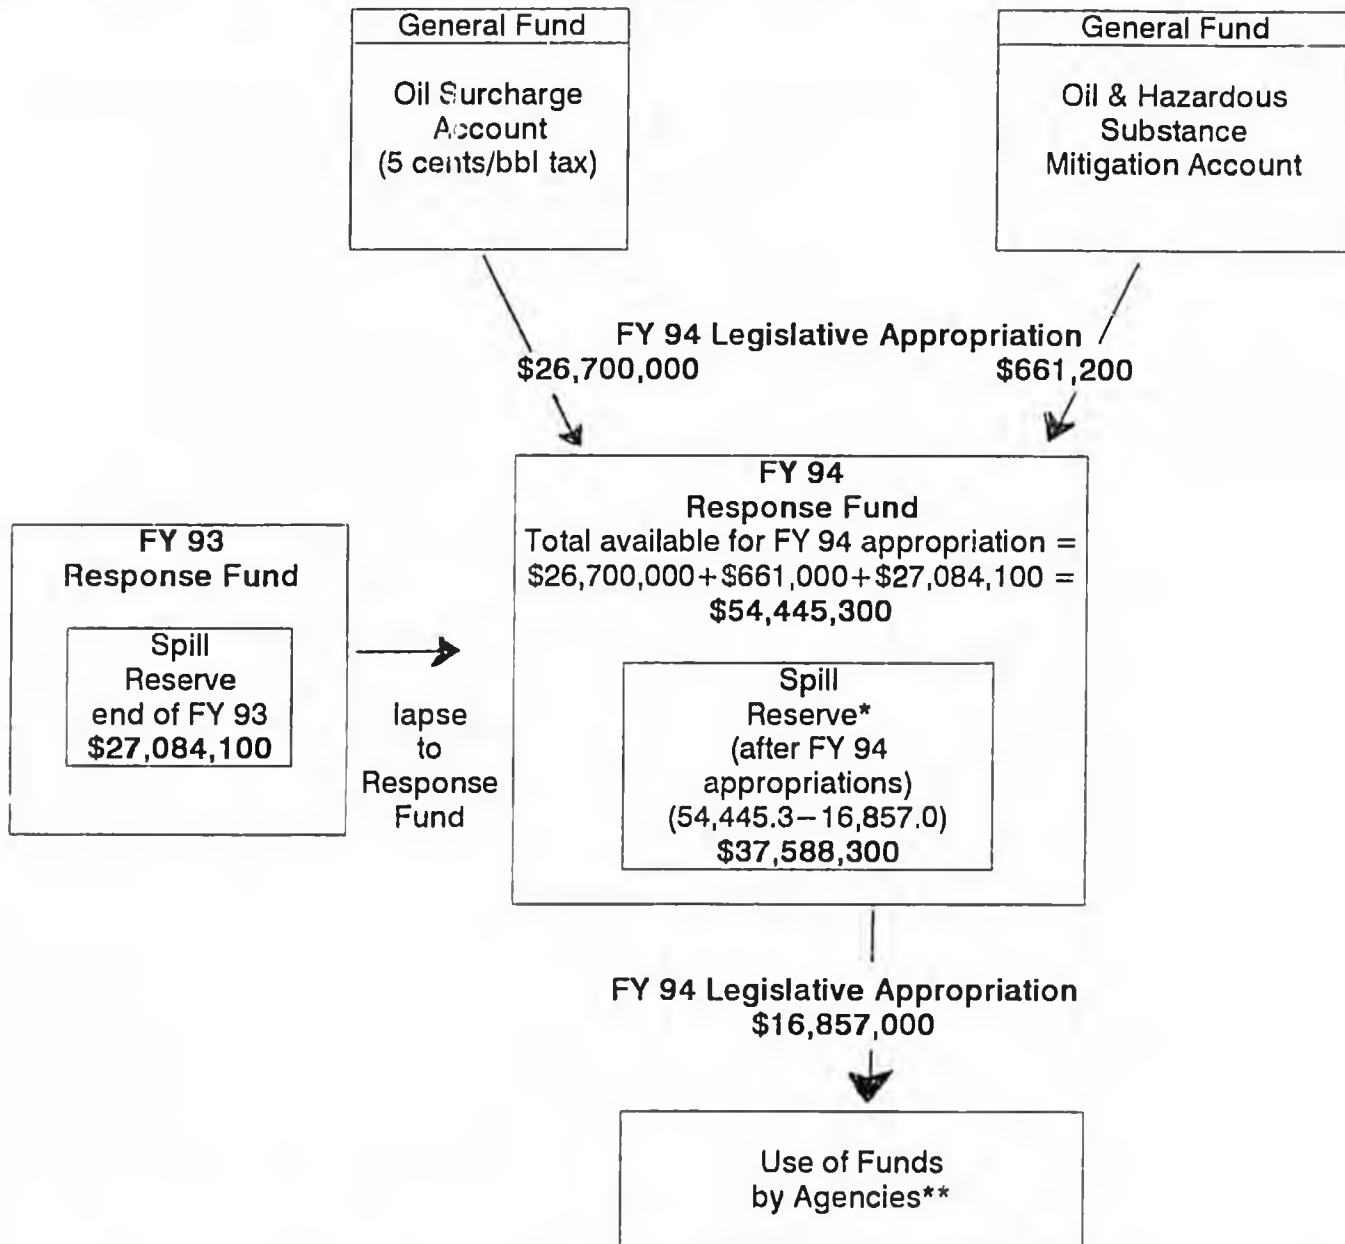 General Fund
Oil Surcharge
Account
(5 cents/bbl tax)
General Fund
Oil & Hazardous
Substance
Mitigation Account
FY 94 Legislative Appropriation
$26,700,000
$661,200
FY 93
Response Fund
Spill
Reserve
end of FY 93
$27,084,100
lapse
to
Response
Fund
FY 94
Response Fund
Total available for FY 94 appropriation =
$26,700,000+$661,000+$27,084,100 =
$54,445,300
Spill
Reserve*
(after FY 94
appropriations)
(54,445.3–16,857.0)
$37,588,300
FY 94 Legislative Appropriation
$16,857,000
Use of Funds
by Agencies**